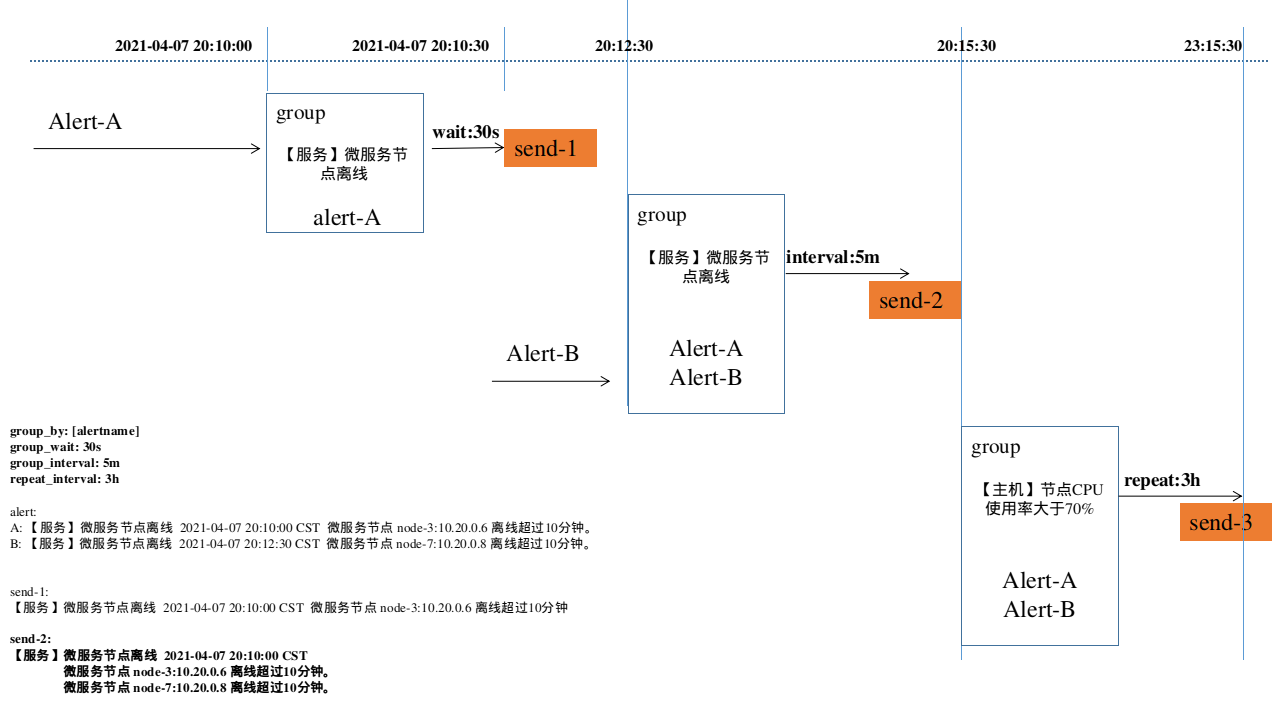 2021-04-07 20:10:00
2021-04-07 20:10:30
20:12:30
20:15:30
23:15:30
Alert-A
group
【服务】微服务节
点离线
alert-A
wait:30s
send-1
group
【服务】微服务节
点离线
Alert-A
Alert-B
interval:5m
send-2
Alert-B
group
【主机】节点CPU
使用率大于70%
Alert-A
Alert-B
repeat:3h
send-3
group_by: [alertname]
group_wait: 30s
group_interval: 5m
repeat_interval: 3h
alert:
A: 【服务】微服务节点离线 2021-04-07 20:10:00 CST 微服务节点 node-3:10.20.0.6 离线超过10分钟。
B: 【服务】微服务节点离线 2021-04-07 20:12:30 CST 微服务节点 node-7:10.20.0.8 离线超过10分钟。
send-1:
【服务】微服务节点离线 2021-04-07 20:10:00 CST 微服务节点 node-3:10.20.0.6 离线超过10分钟
send-2:
【服务】微服务节点离线 2021-04-07 20:10:00 CST
微服务节点 node-3:10.20.0.6 离线超过10分钟。
微服务节点 node-7:10.20.0.8 离线超过10分钟。